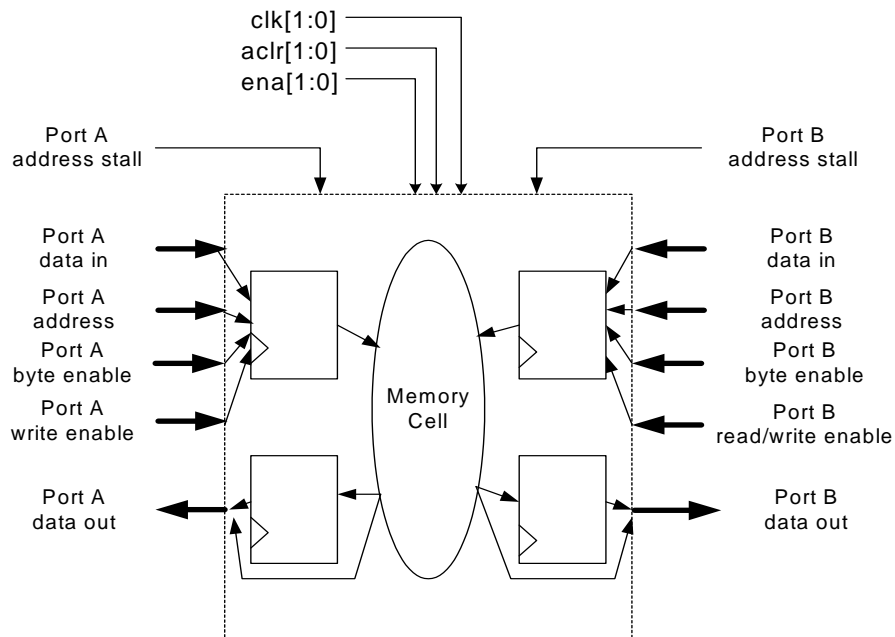 clk[1:0]
aclr[1:0]
ena[1:0]
Port A
address stall
Port B
address stall
Port A
data in
Port B
data in
Port A
address
Port B
address
Port A
byte enable
Port B
byte enable
Port A
write enable
Port B
read/write enable
Memory
Cell
Port A
data out
Port B
data out